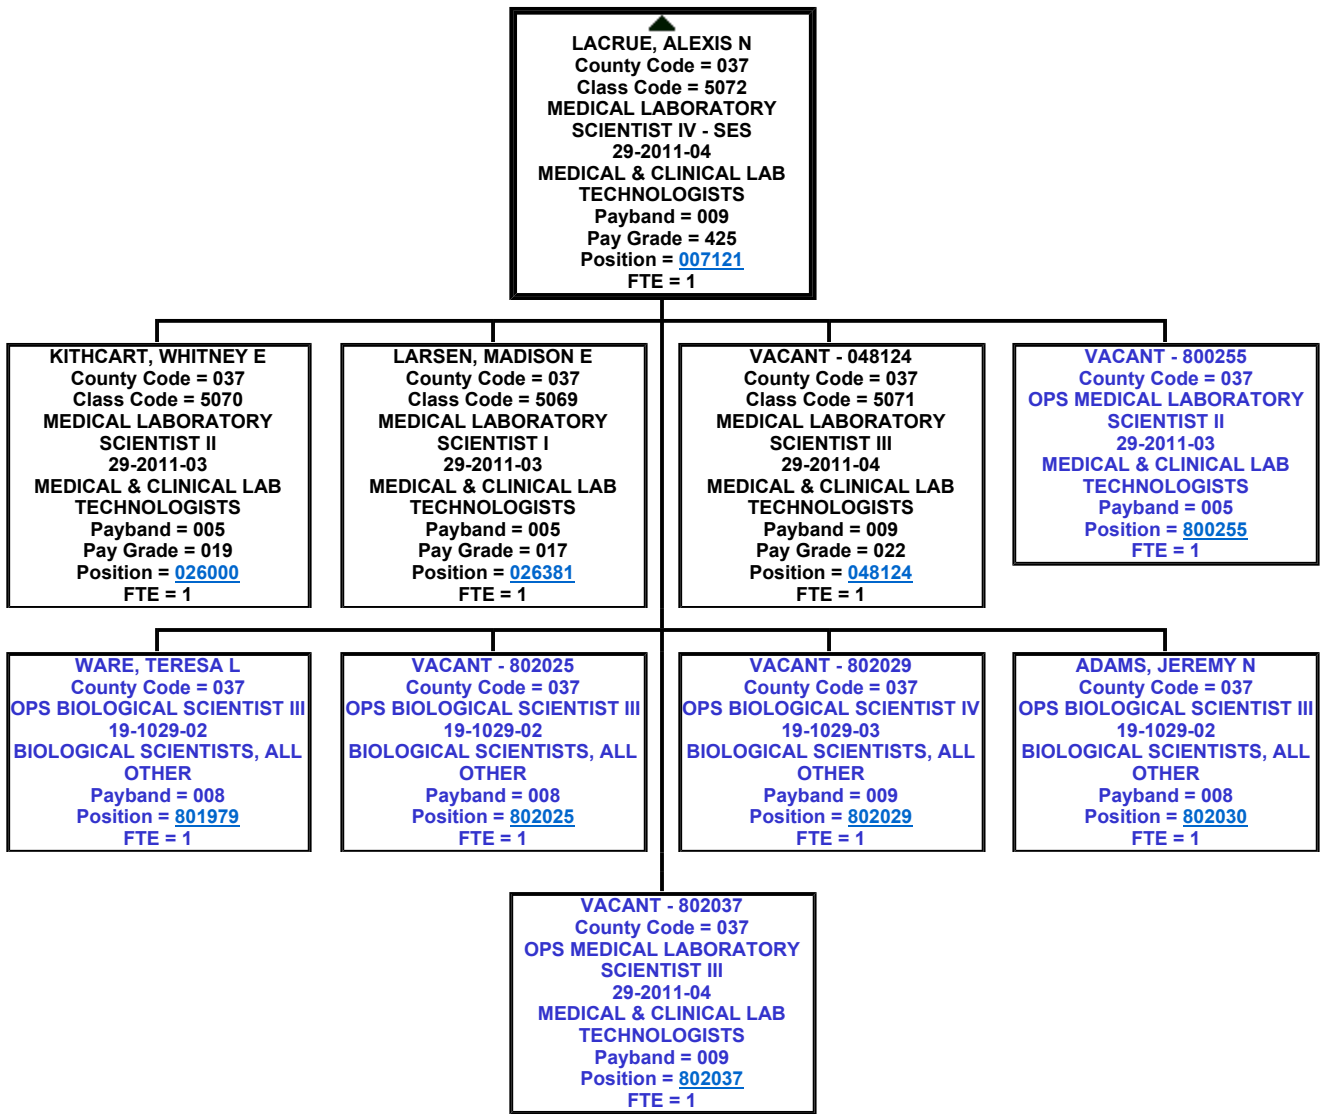 LACRUE, ALEXIS N
County Code = 037
Class Code = 5072
MEDICAL LABORATORY
SCIENTIST IV - SES
29-2011-04
MEDICAL & CLINICAL LAB
TECHNOLOGISTS
Payband = 009
Pay Grade = 425
Position = 007121
FTE = 1
KITHCART, WHITNEY E
County Code = 037
Class Code = 5070
MEDICAL LABORATORY
SCIENTIST II
29-2011-03
MEDICAL & CLINICAL LAB
TECHNOLOGISTS
Payband = 005
Pay Grade = 019
Position = 026000
FTE = 1
LARSEN, MADISON E
County Code = 037
Class Code = 5069
MEDICAL LABORATORY
SCIENTIST I
29-2011-03
MEDICAL & CLINICAL LAB
TECHNOLOGISTS
Payband = 005
Pay Grade = 017
Position = 026381
FTE = 1
VACANT - 048124
County Code = 037
Class Code = 5071
MEDICAL LABORATORY
SCIENTIST III
29-2011-04
MEDICAL & CLINICAL LAB
TECHNOLOGISTS
Payband = 009
Pay Grade = 022
Position = 048124
FTE = 1
VACANT - 800255
County Code = 037
OPS MEDICAL LABORATORY
SCIENTIST II
29-2011-03
MEDICAL & CLINICAL LAB
TECHNOLOGISTS
Payband = 005
Position = 800255
FTE = 1
WARE, TERESA L
County Code = 037
OPS BIOLOGICAL SCIENTIST III
19-1029-02
BIOLOGICAL SCIENTISTS, ALL
OTHER
Payband = 008
Position = 801979
FTE = 1
VACANT - 802025
County Code = 037
OPS BIOLOGICAL SCIENTIST III
19-1029-02
BIOLOGICAL SCIENTISTS, ALL
OTHER
Payband = 008
Position = 802025
FTE = 1
VACANT - 802029
County Code = 037
OPS BIOLOGICAL SCIENTIST IV
19-1029-03
BIOLOGICAL SCIENTISTS, ALL
OTHER
Payband = 009
Position = 802029
FTE = 1
ADAMS, JEREMY N
County Code = 037
OPS BIOLOGICAL SCIENTIST III
19-1029-02
BIOLOGICAL SCIENTISTS, ALL
OTHER
Payband = 008
Position = 802030
FTE = 1
VACANT - 802037
County Code = 037
OPS MEDICAL LABORATORY
SCIENTIST III
29-2011-04
MEDICAL & CLINICAL LAB
TECHNOLOGISTS
Payband = 009
Position = 802037
FTE = 1